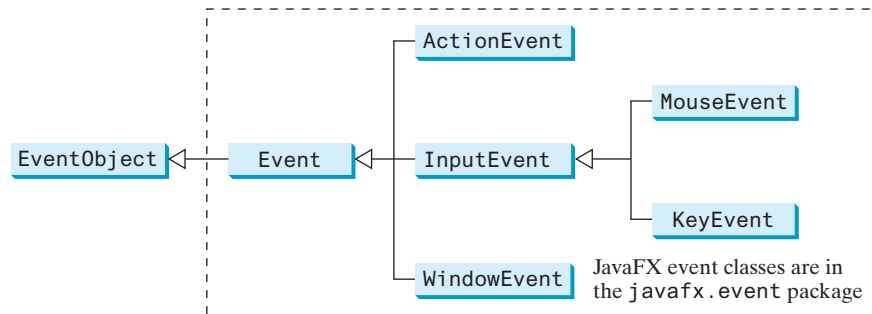 ActionEvent
MouseEvent
EventObject
Event
InputEvent
KeyEvent
WindowEvent
JavaFX event classes are in
the javafx.event package